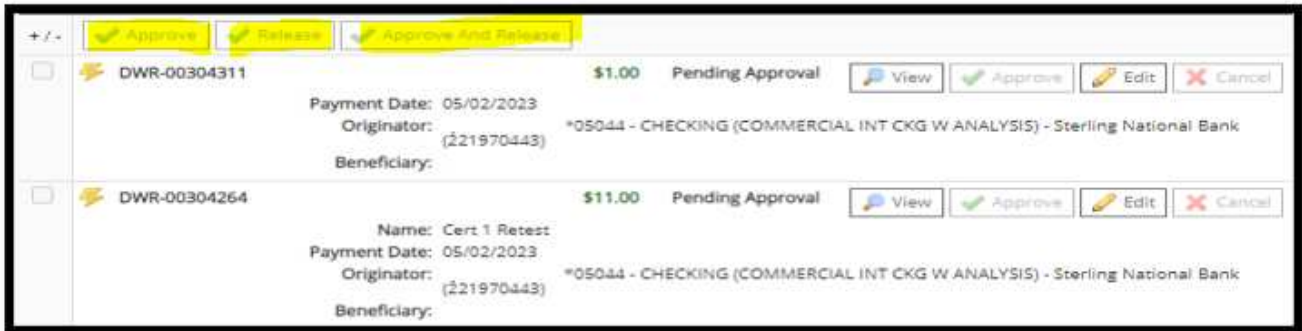 + / - Approve Release Approve And Release
DWR-00304311 $1.00 Pending Approval View Approve Edit Cancel
Payment Date: 05/02/2023
Originator: *05044 - CHECKING (COMMERCIAL INT CKG W ANALYSIS) - Sterling National Bank
(221970443)
Beneficiary:
DWR-00304264 $11.00 Pending Approval View Approve Edit Cancel
Name: Cert 1 Retest
Payment Date: 05/02/2023
Originator: *05044 - CHECKING (COMMERCIAL INT CKG W ANALYSIS) - Sterling National Bank
(221970443)
Beneficiary: